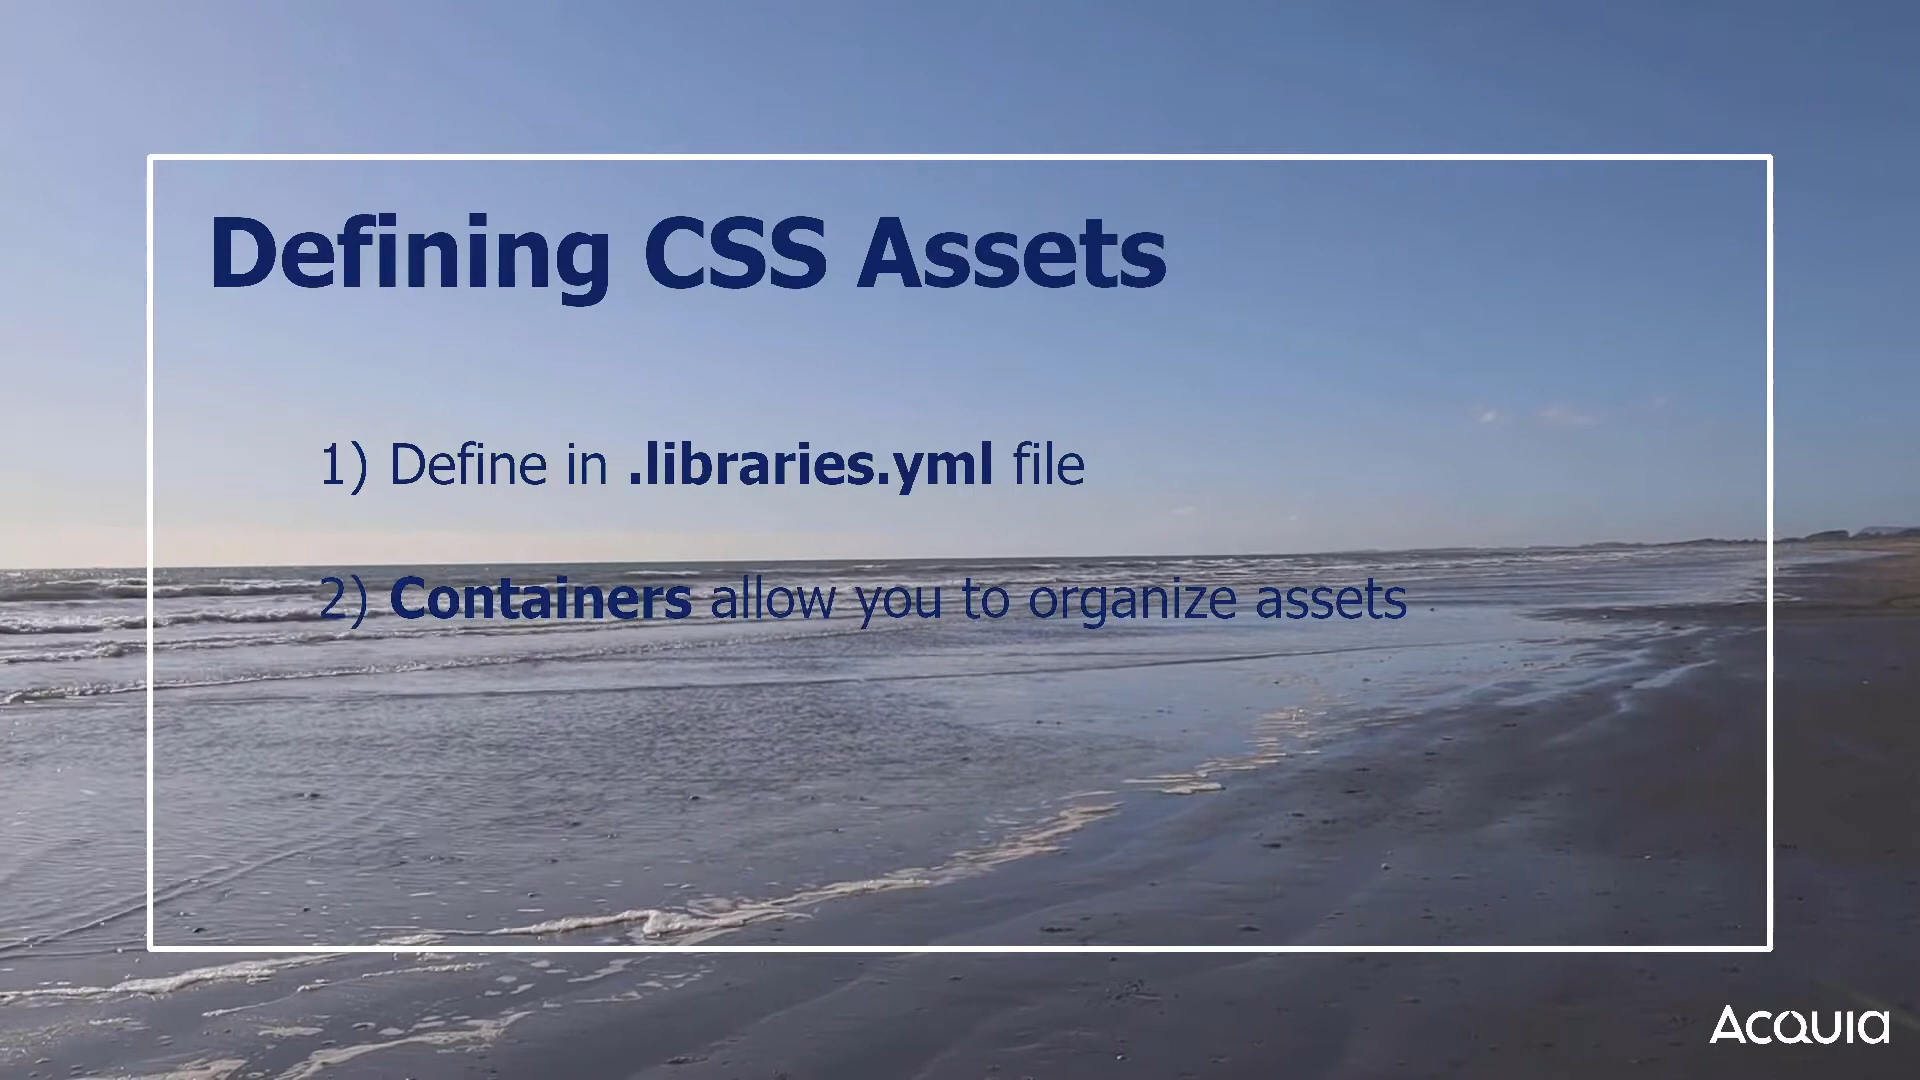 Defining CSS Assets
1) Define in .libraries.yml file
2) Containers allow you to organize assets
ACQUIA